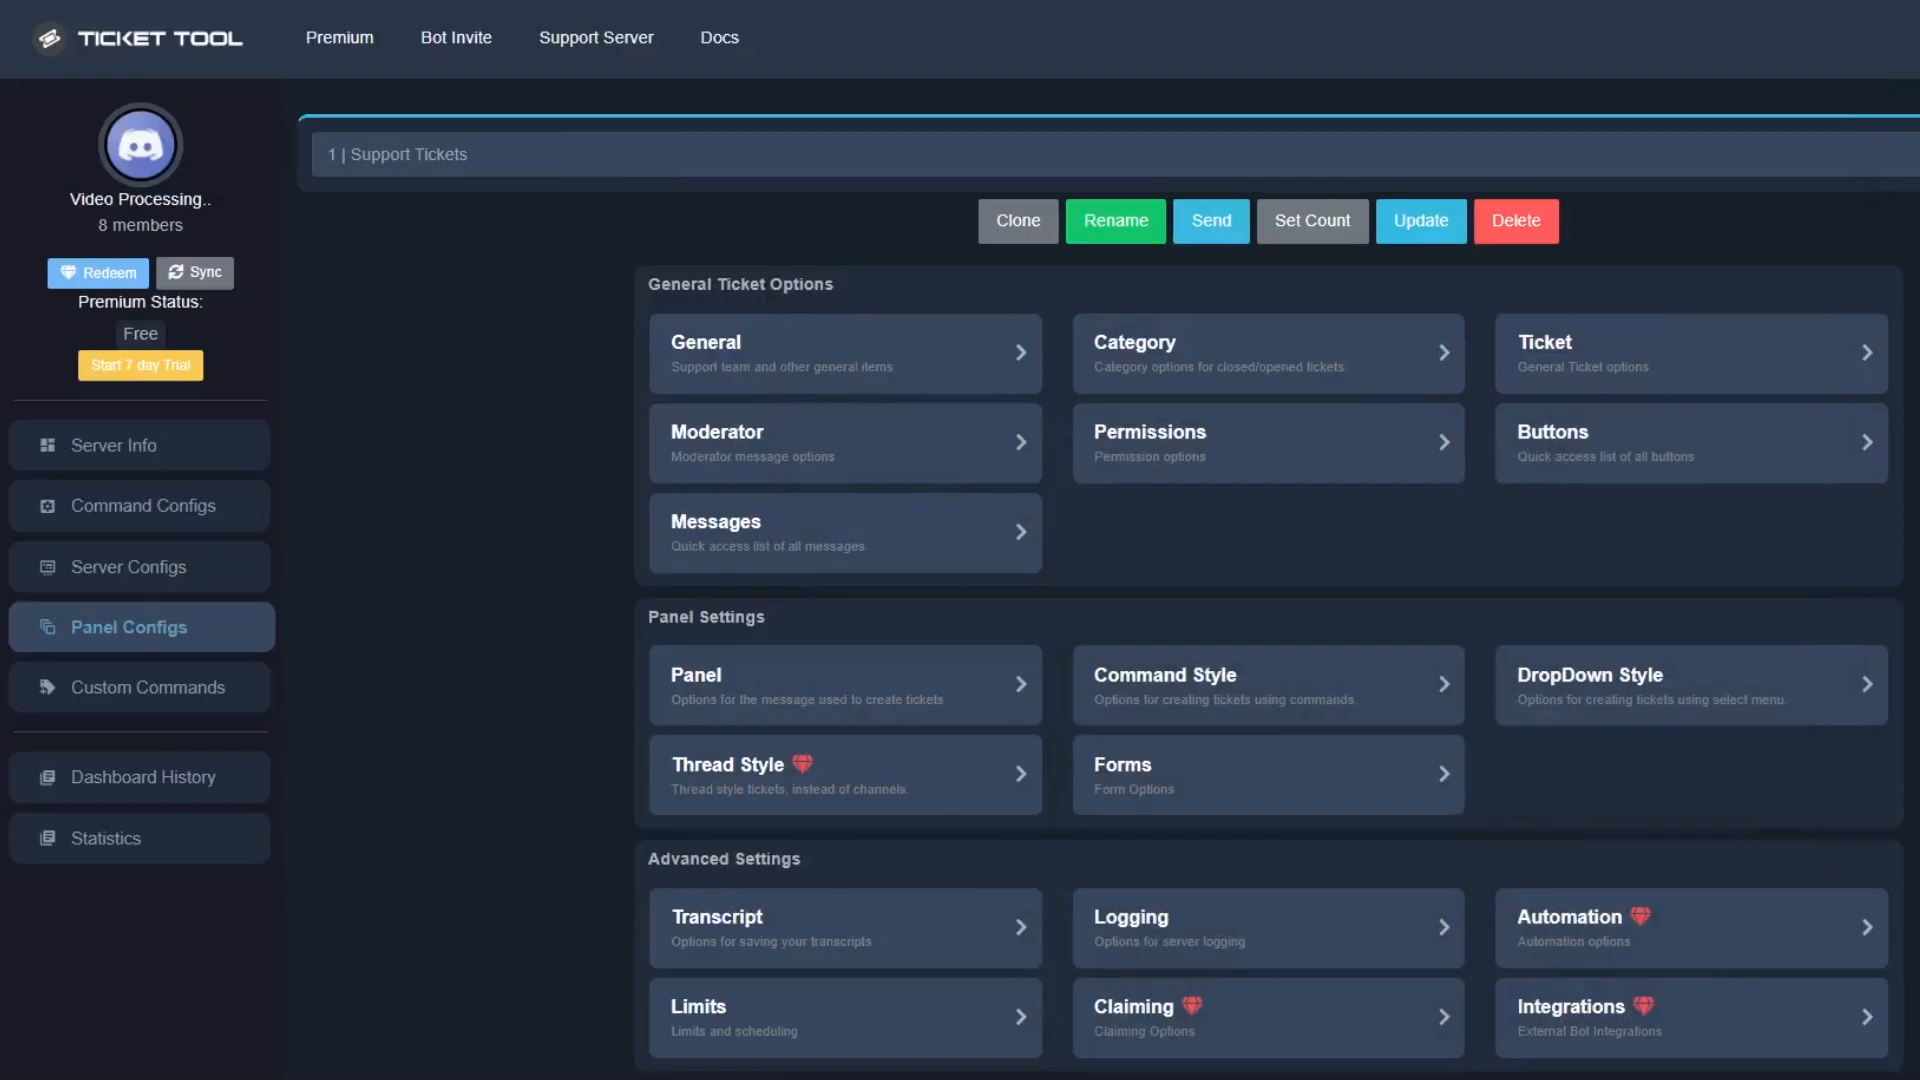 TICKET TOOL
Premium
Bot Invite
Support Server
Docs
Video Processing..
8 members
Redeem
Sync
Premium Status:
Free
Start 7 day Trial
Server Info
Command Configs
Server Configs
Panel Configs
Custom Commands
Dashboard History
Statistics
1 | Support Tickets
Clone
Rename
Send
Set Count
Update
Delete
General Ticket Options
General
Support team and other general items
Category
Category options for closed/opened tickets.
Ticket
General Ticket options
Moderator
Moderator message options
Permissions
Permission options
Buttons
Quick access list of all buttons
Messages
Quick access list of all messages
Panel Settings
Panel
Options for the message used to create tickets
Command Style
Options for creating tickets using commands.
DropDown Style
Options for creating tickets using select menu.
Thread Style
Thread style tickets, instead of channels.
Forms
Form Options
Advanced Settings
Transcript
Options for saving your transcripts
Logging
Options for server logging
Automation
Automation options
Limits
Limits and scheduling
Claiming
Claiming Options
Integrations
External Bot Integrations